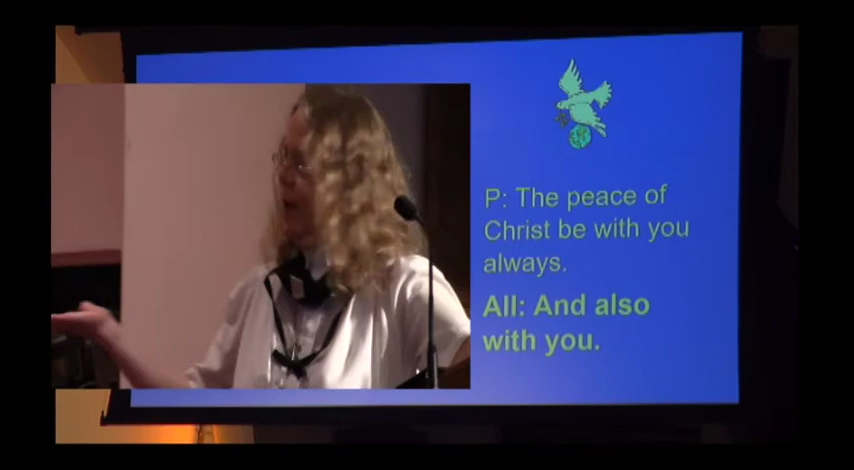 P: The peace of
Christ be with you
always.
All: And also
with you.